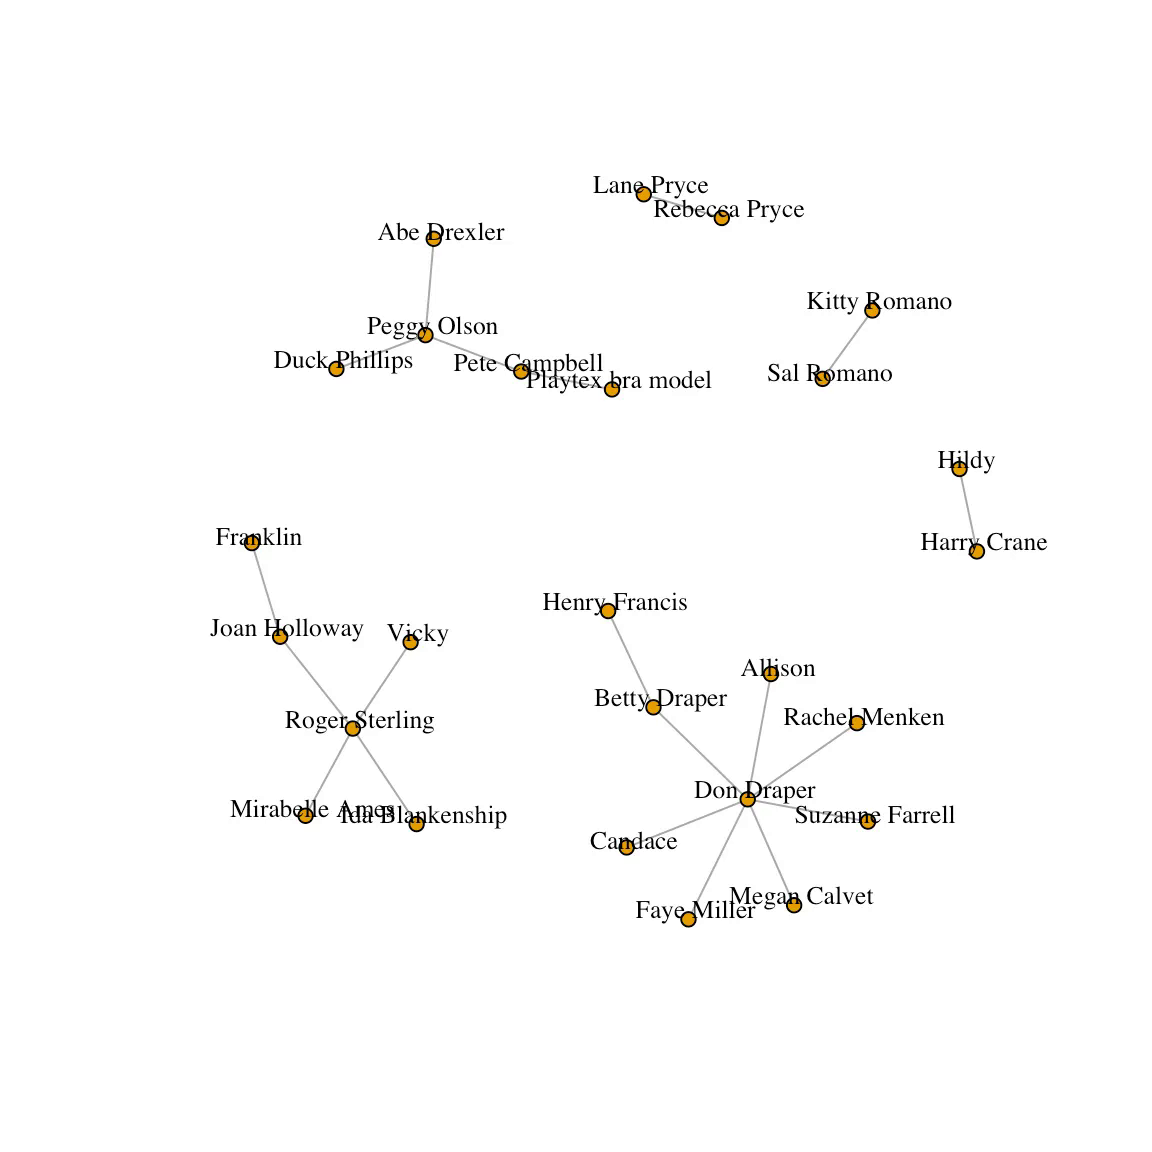 Lane Pryce
Rebecca Pryce
Abe Drexler
Kitty Romano
Peggy Olson
Duck Phillips
Pete Campbell
Playtex bra model
Sal Romano
Hildy
Franklin
Harry Crane
Henry Francis
Joan Holloway
Vicky
Allison
Betty Draper
Rachel Menken
Roger Sterling
Don Draper
Mirabelle Ames
Ida Blankenship
Suzanne Farrell
Candace
Megan Calvet
Faye Miller